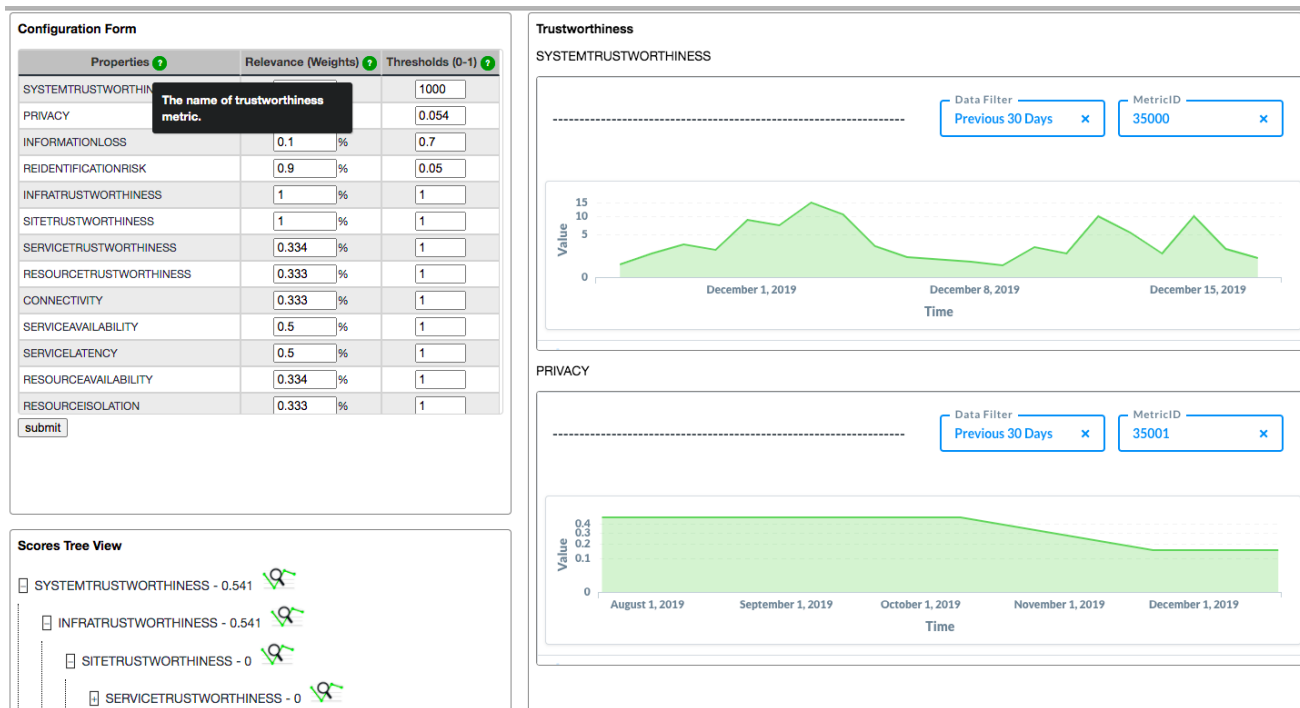 Configuration Form
Properties ? Relevance (Weights) ? Thresholds (0-1) ?
SYSTEMTRUSTWORTHIN 1000
The name of trustworthiness
metric.
PRIVACY 0.054
INFORMATIONLOSS 0.1 % 0.7
REIDENTIFICATIONRISK 0.9 % 0.05
INFRATRUSTWORTHINESS 1 % 1
SITETRUSTWORTHINESS 1 % 1
SERVICETRUSTWORTHINESS 0.334 % 1
RESOURCETRUSTWORTHINESS 0.333 % 1
CONNECTIVITY 0.333 % 1
SERVICEAVAILABILITY 0.5 % 1
SERVICELATENCY 0.5 % 1
RESOURCEAVAILABILITY 0.334 % 1
RESOURCEISOLATION 0.333 % 1
submit
Scores Tree View
SYSTEMTRUSTWORTHINESS - 0.541
INFRATRUSTWORTHINESS - 0.541
SITETRUSTWORTHINESS - 0
SERVICETRUSTWORTHINESS - 0
Trustworthiness
SYSTEMTRUSTWORTHINESS
Data Filter MetricID
Previous 30 Days × 35000 ×
15
10
5
0
Value
December 1, 2019 December 8, 2019 December 15, 2019
Time
PRIVACY
Data Filter MetricID
Previous 30 Days × 35001 ×
0.4
0.3
0.2
0.1
0
Value
August 1, 2019 September 1, 2019 October 1, 2019 November 1, 2019 December 1, 2019
Time